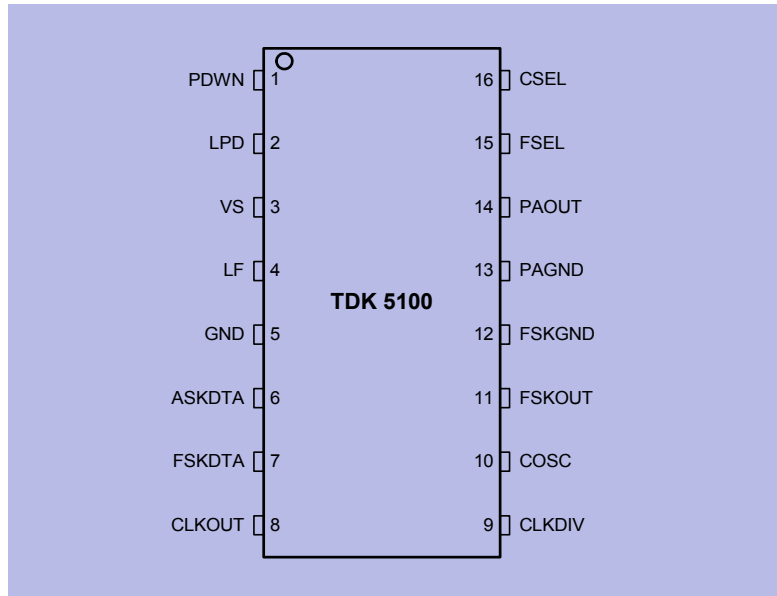 PDWN 1 16 CSEL
LPD 2 15 FSEL
VS 3 14 PAOUT
LF 4 13 PAGND
TDK 5100
GND 5 12 FSKGND
ASKDTA 6 11 FSKOUT
FSKDTA 7 10 COSC
CLKOUT 8 9 CLKDIV